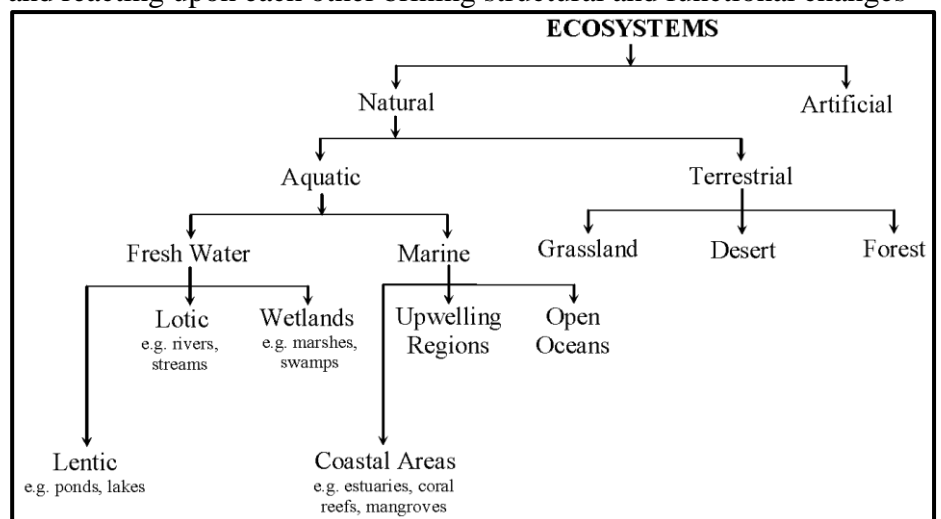 and reacting upon each other bringing structural and functional changes
ECOSYSTEMS
Natural
Artificial
Aquatic
Terrestrial
Fresh Water
Marine
Grassland
Desert
Forest
Lotic
e.g. rivers,
streams
Wetlands
e.g. marshes,
swamps
Upwelling
Regions
Open
Oceans
Lentic
e.g. ponds, lakes
Coastal Areas
e.g. estuaries, coral
reefs, mangroves